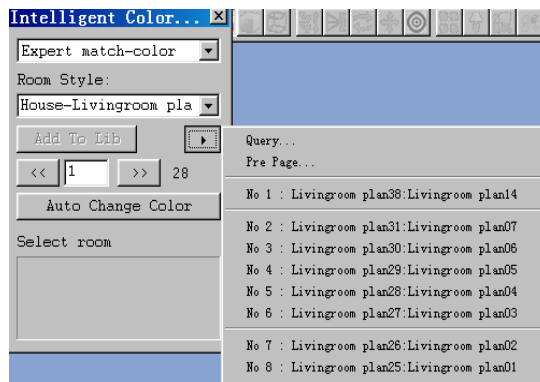 Intelligent Color...
Expert match-color
Room Style:
House-Livingroom pla
Add To Lib
<< 1 >> 28
Auto Change Color
Select room
Query...
Pre Page...
No 1 : Livingroom plan38:Livingroom plan14
No 2 : Livingroom plan31:Livingroom plan07
No 3 : Livingroom plan30:Livingroom plan06
No 4 : Livingroom plan29:Livingroom plan05
No 5 : Livingroom plan28:Livingroom plan04
No 6 : Livingroom plan27:Livingroom plan03
No 7 : Livingroom plan26:Livingroom plan02
No 8 : Livingroom plan25:Livingroom plan01